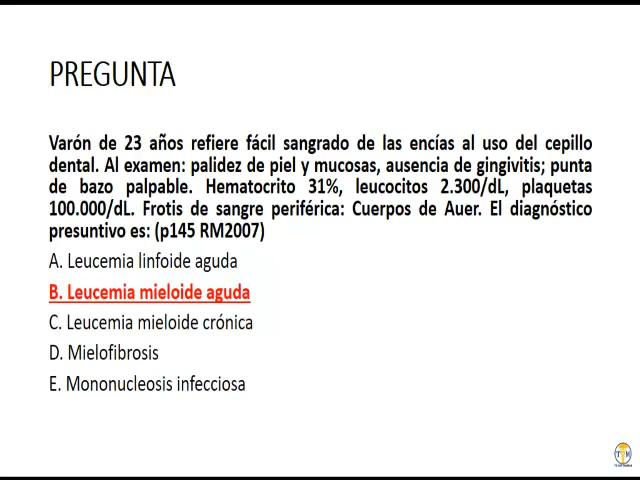 PREGUNTA
Varón de 23 años refiere fácil sangrado de las encías al uso del cepillo
dental. Al examen: palidez de piel y mucosas, ausencia de gingivitis; punta
de bazo palpable. Hematocrito 31%, leucocitos 2.300/dL, plaquetas
100.000/dL. Frotis de sangre periférica: Cuerpos de Auer. El diagnóstico
presuntivo es: (p145 RM2007)
A. Leucemia linfoide aguda
B. Leucemia mieloide aguda
C. Leucemia mieloide crónica
D. Mielofibrosis
E. Mononucleosis infecciosa